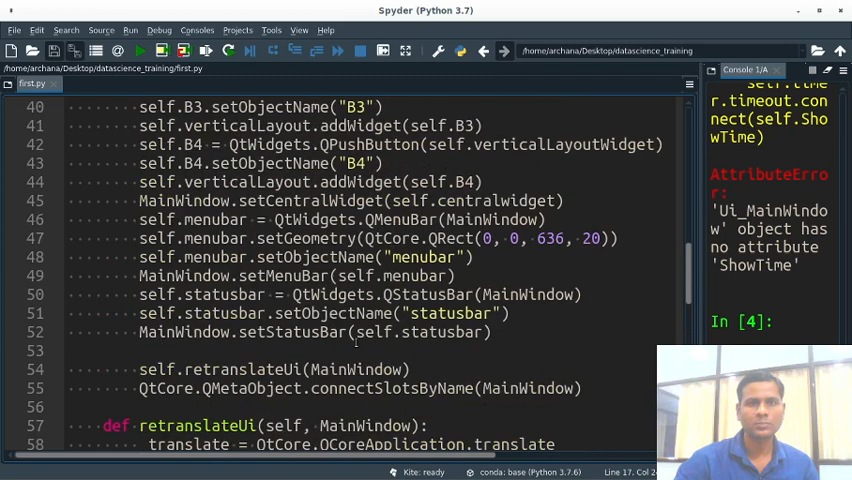 Spyder (Python 3.7)
File Edit Search Source Run Debug Consoles Projects Tools View Help
/home/archana/Desktop/datascience_training
/home/archana/Desktop/datascience_training/first.py
first.py
40 self.B3.setObjectName("B3")
41 self.verticalLayout.addWidget(self.B3)
42 self.B4 = QtWidgets.QPushButton(self.verticalLayoutWidget)
43 self.B4.setObjectName("B4")
44 self.verticalLayout.addWidget(self.B4)
45 MainWindow.setCentralWidget(self.centralwidget)
46 self.menubar = QtWidgets.QMenuBar(MainWindow)
47 self.menubar.setGeometry(QtCore.QRect(0, 0, 636, 20))
48 self.menubar.setObjectName("menubar")
49 MainWindow.setMenuBar(self.menubar)
50 self.statusbar = QtWidgets.QStatusBar(MainWindow)
51 self.statusbar.setObjectName("statusbar")
52 MainWindow.setStatusBar(self.statusbar)
53
54 self.retranslateUi(MainWindow)
55 QtCore.QMetaObject.connectSlotsByName(MainWindow)
56
57 def retranslateUi(self, MainWindow):
58 _translate = QtCore.QCoreApplication.translate
Console 1/A
self.time
r.timeout.con
nect(self.Sho
wTime)
AttributeErro
r:
'Ui_MainWindo
w' object has
no attribute
'ShowTime'
In [4]:
Kite: ready conda: base (Python 3.7.6) Line 17, Col 2